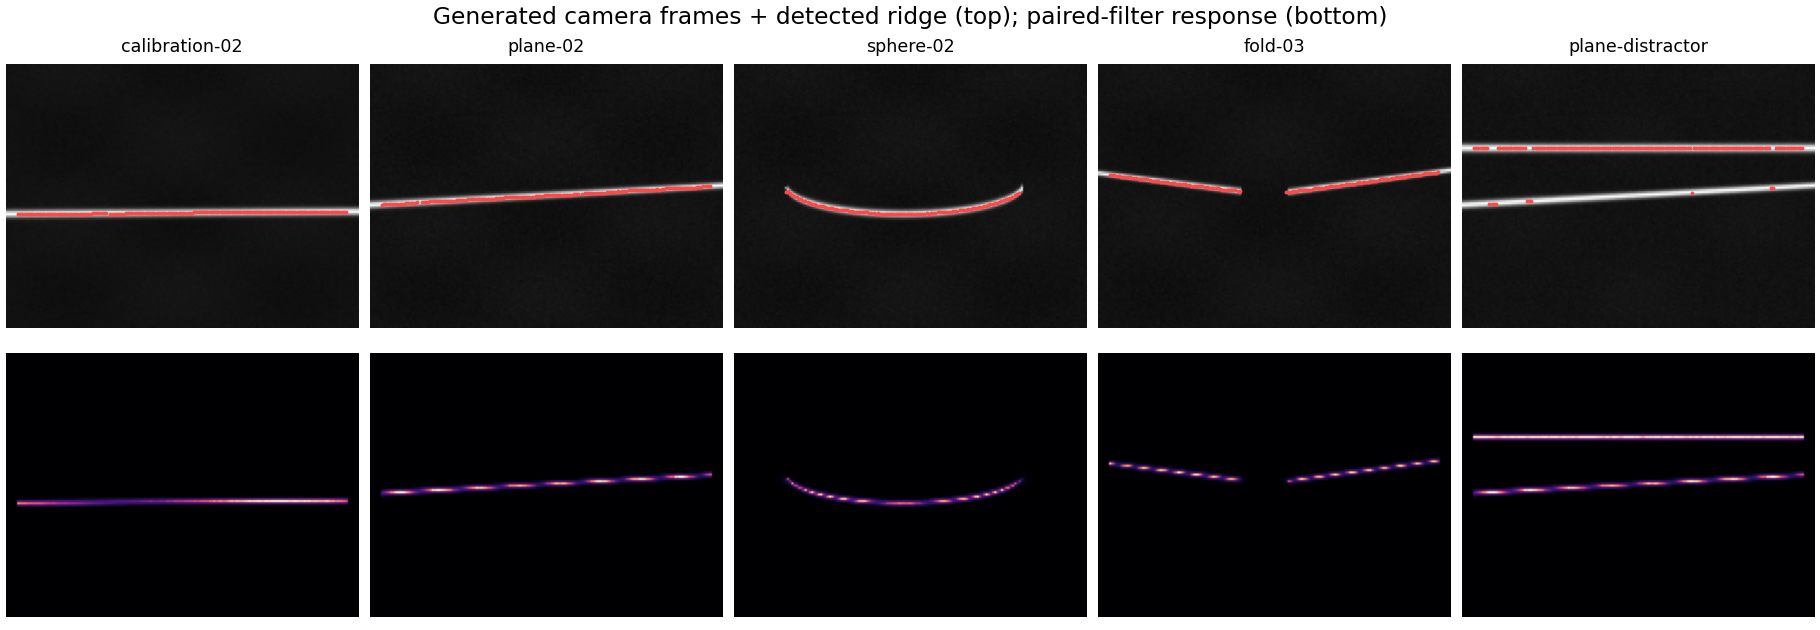 Generated camera frames + detected ridge (top); paired-filter response (bottom)
calibration-02
plane-02
sphere-02
fold-03
plane-distractor